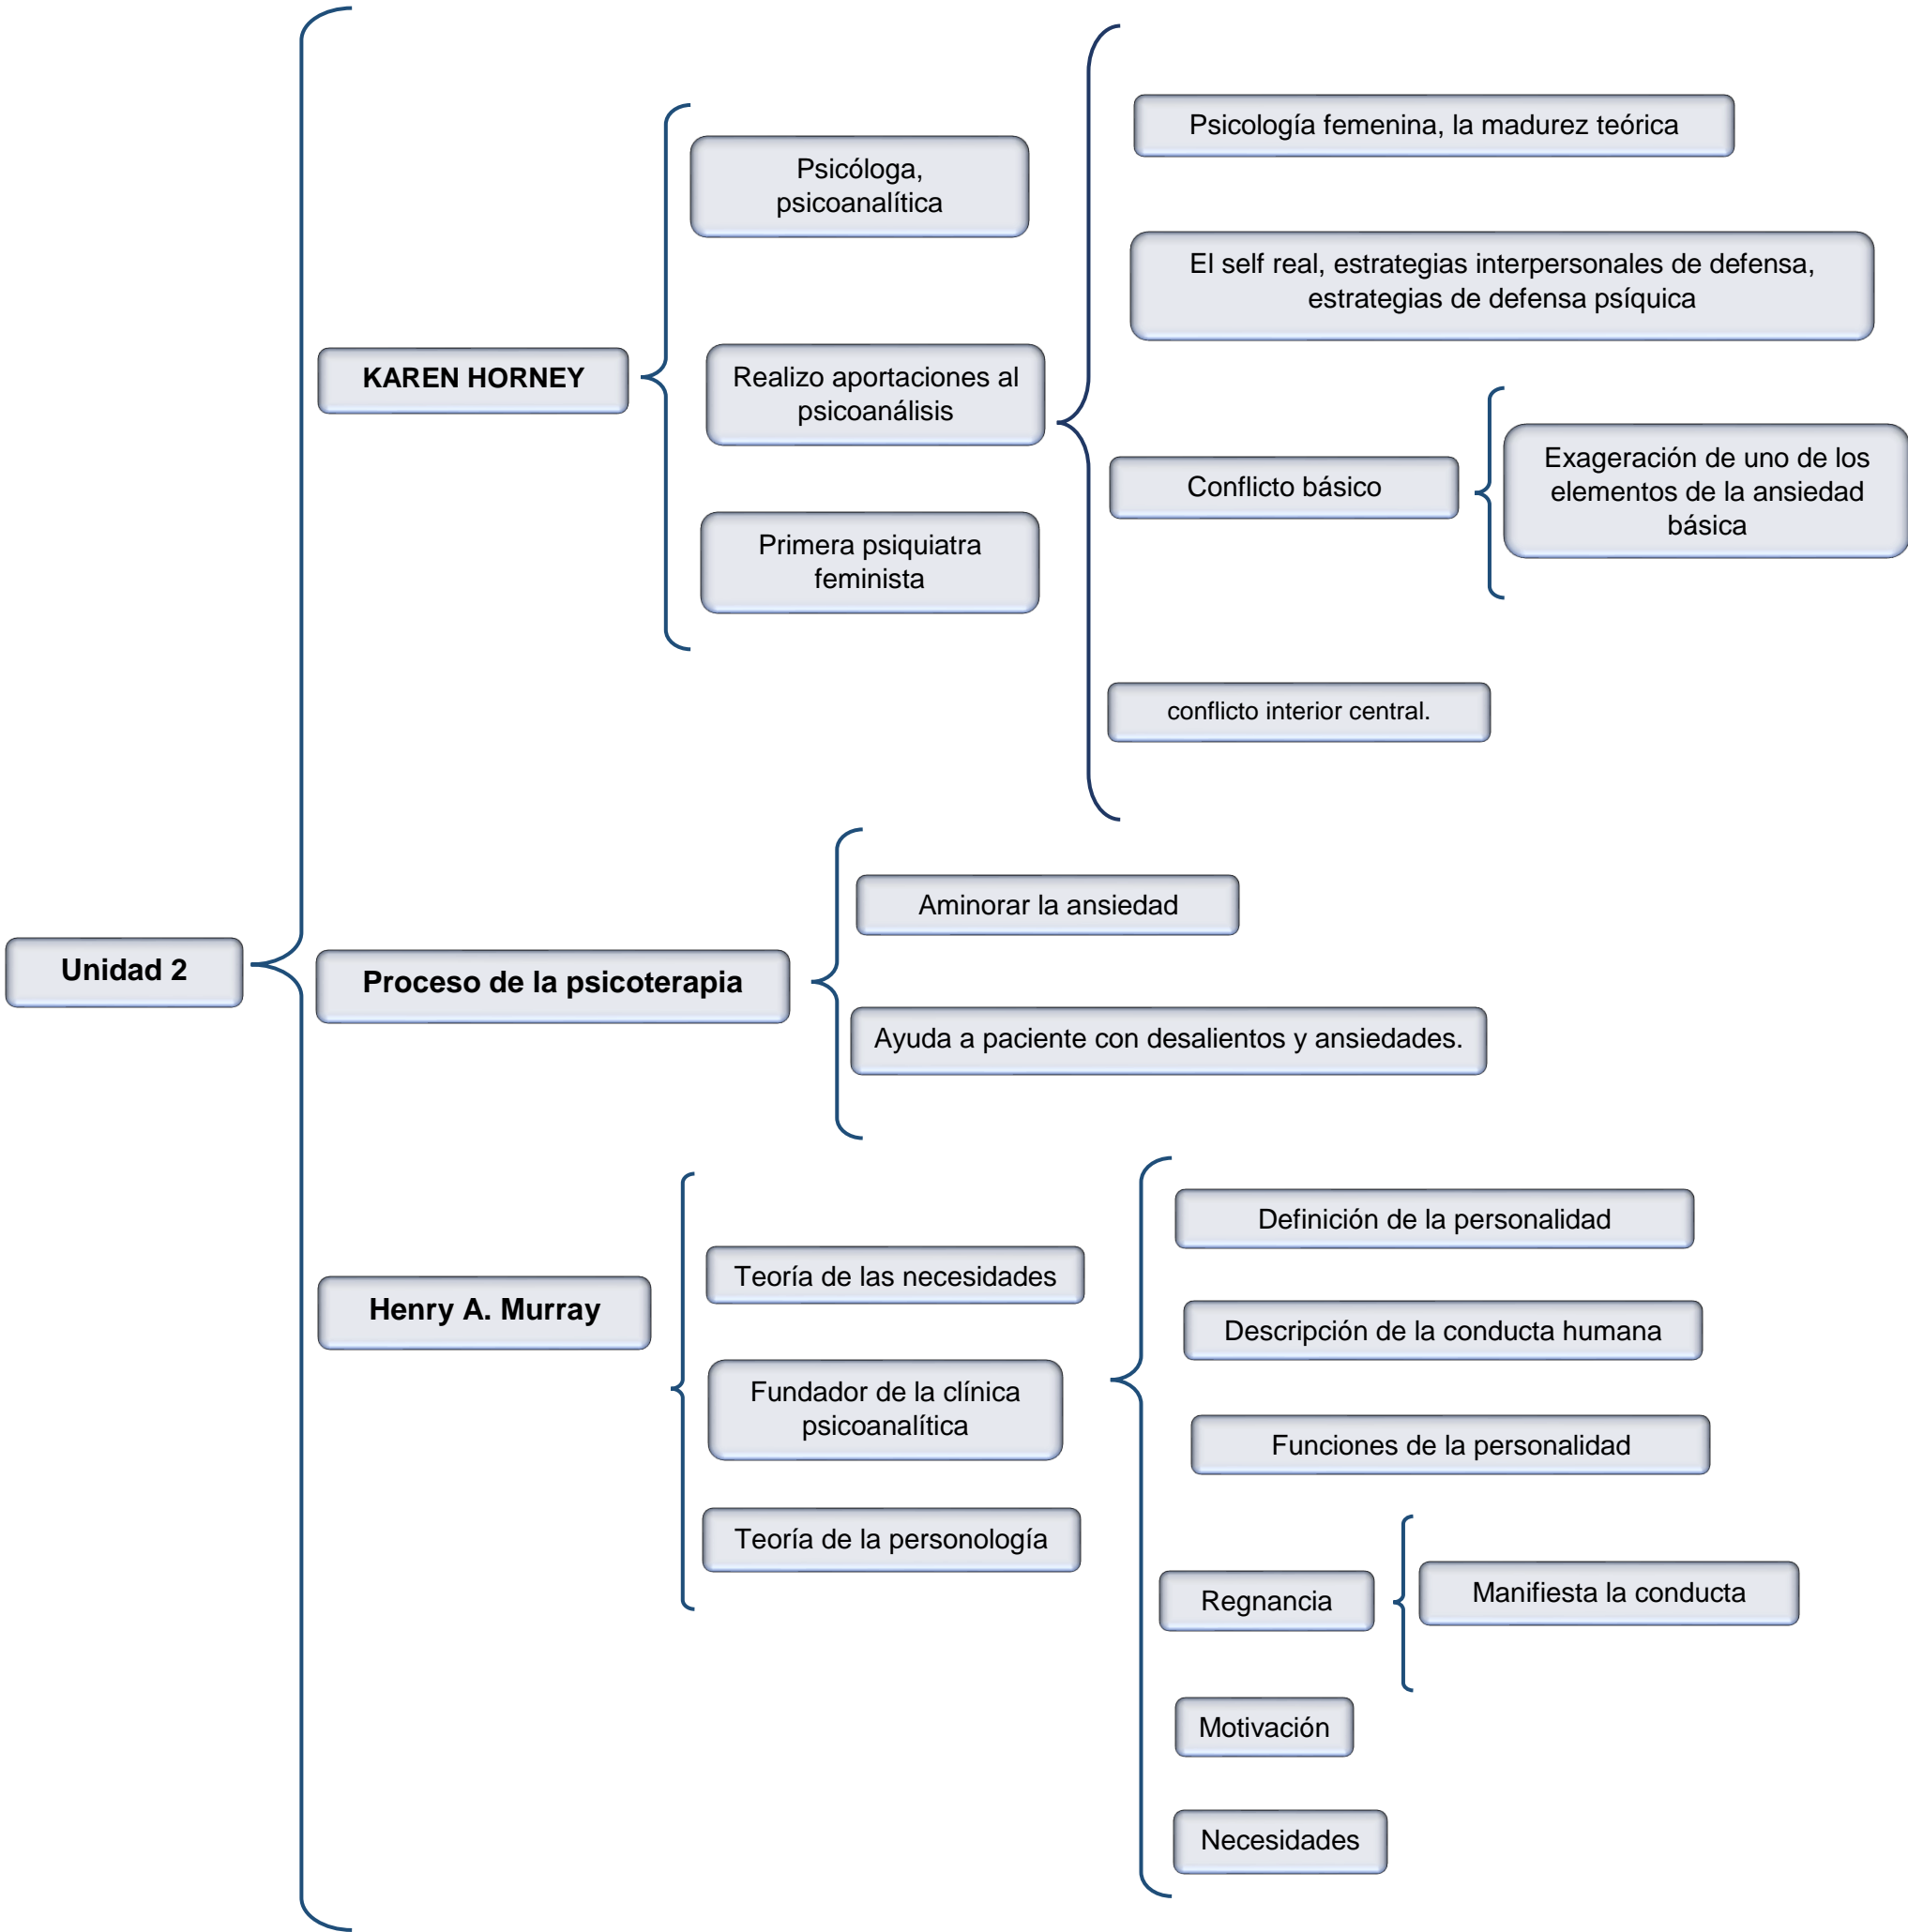 Unidad 2
KAREN HORNEY
Psicóloga,
psicoanalítica
Realizo aportaciones al
psicoanálisis
Psicología femenina, la madurez teórica
El self real, estrategias interpersonales de defensa,
estrategias de defensa psíquica
Conflicto básico
Exageración de uno de los
elementos de la ansiedad
básica
conflicto interior central.
Primera psiquiatra
feminista
Proceso de la psicoterapia
Aminorar la ansiedad
Ayuda a paciente con desalientos y ansiedades.
Henry A. Murray
Teoría de las necesidades
Fundador de la clínica
psicoanalítica
Teoría de la personología
Definición de la personalidad
Descripción de la conducta humana
Funciones de la personalidad
Regnancia
Manifiesta la conducta
Motivación
Necesidades